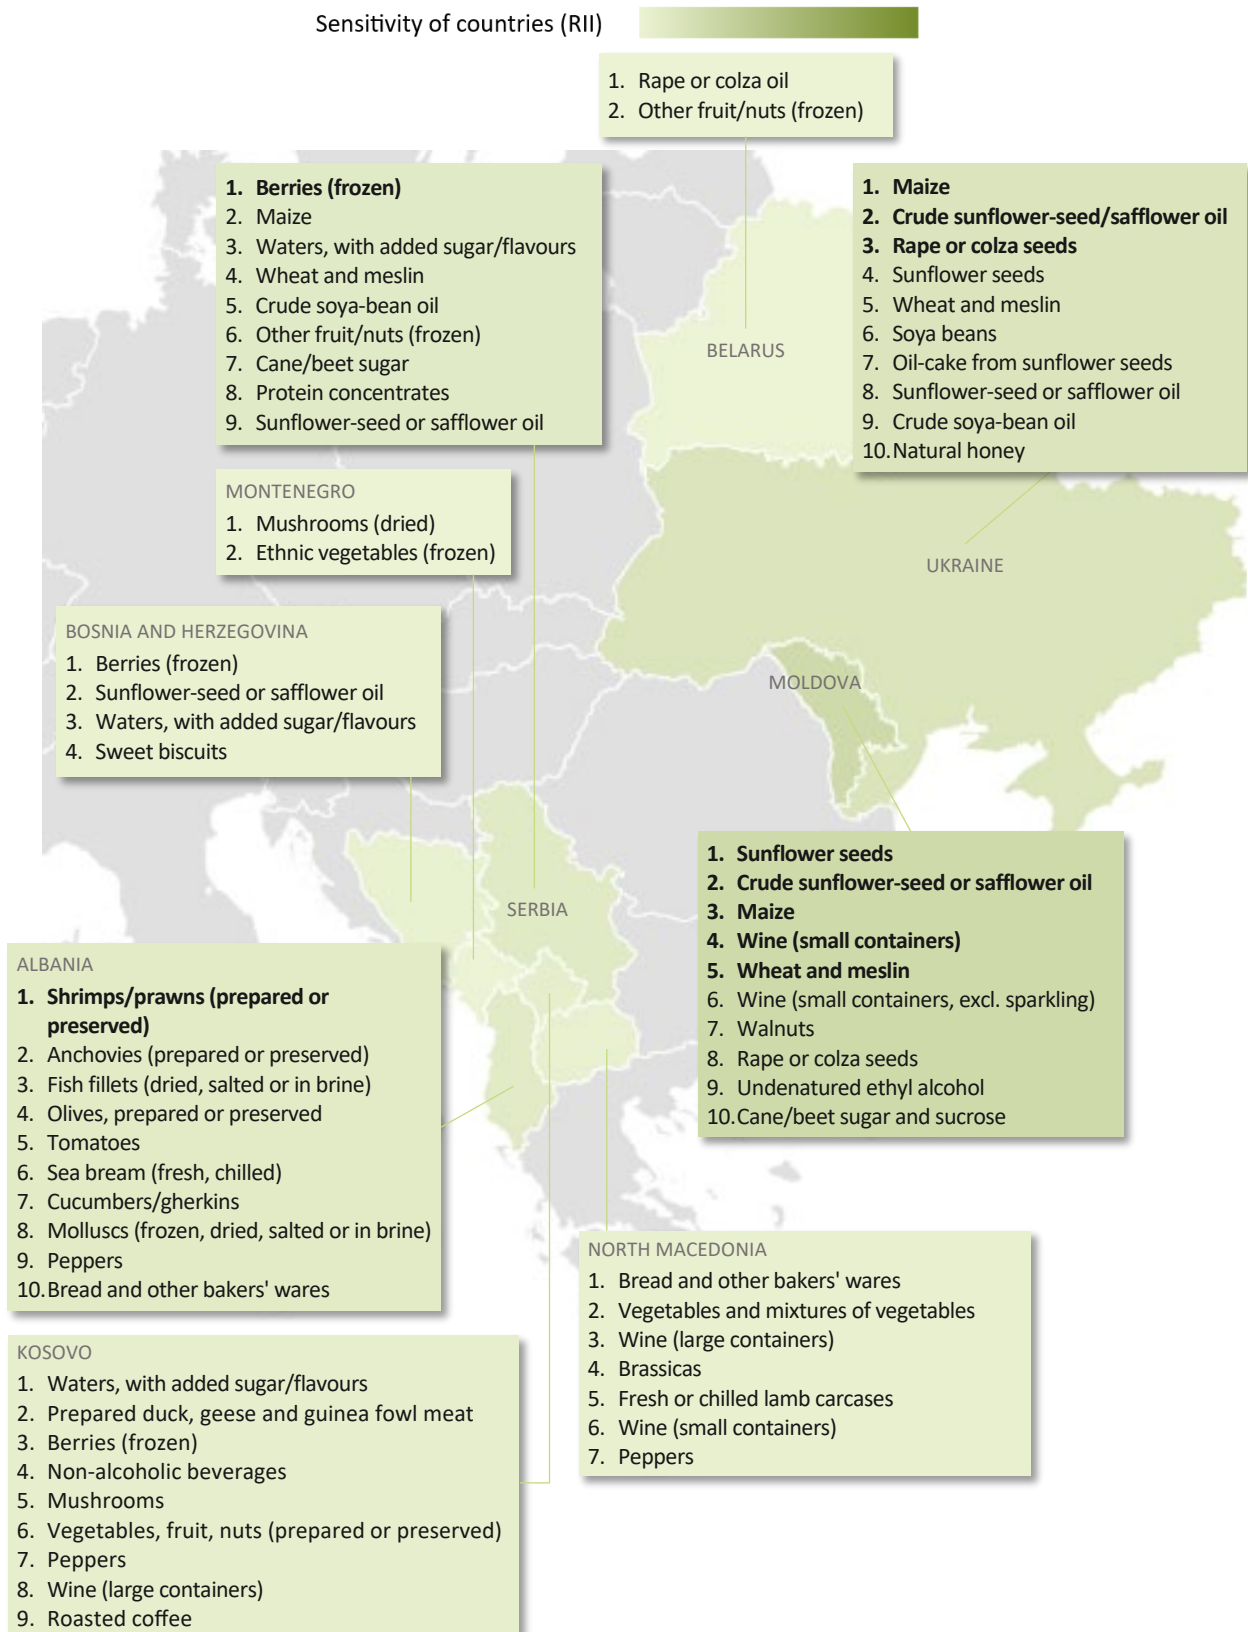 Sensitivity of countries (RII)
1. Rape or colza oil
2. Other fruit/nuts (frozen)
1. Berries (frozen)
2. Maize
3. Waters, with added sugar/flavours
4. Wheat and meslin
5. Crude soya-bean oil
6. Other fruit/nuts (frozen)
7. Cane/beet sugar
8. Protein concentrates
9. Sunflower-seed or safflower oil
1. Maize
2. Crude sunflower-seed/safflower oil
3. Rape or colza seeds
4. Sunflower seeds
5. Wheat and meslin
6. Soya beans
7. Oil-cake from sunflower seeds
8. Sunflower-seed or safflower oil
9. Crude soya-bean oil
10. Natural honey
BELARUS
MONTENEGRO
1. Mushrooms (dried)
2. Ethnic vegetables (frozen)
UKRAINE
BOSNIA AND HERZEGOVINA
1. Berries (frozen)
2. Sunflower-seed or safflower oil
3. Waters, with added sugar/flavours
4. Sweet biscuits
MOLDOVA
SERBIA
1. Sunflower seeds
2. Crude sunflower-seed or safflower oil
3. Maize
4. Wine (small containers)
5. Wheat and meslin
6. Wine (small containers, excl. sparkling)
7. Walnuts
8. Rape or colza seeds
9. Undenatured ethyl alcohol
10. Cane/beet sugar and sucrose
ALBANIA
1. Shrimps/prawns (prepared or
preserved)
2. Anchovies (prepared or preserved)
3. Fish fillets (dried, salted or in brine)
4. Olives, prepared or preserved
5. Tomatoes
6. Sea bream (fresh, chilled)
7. Cucumbers/gherkins
8. Molluscs (frozen, dried, salted or in brine)
9. Peppers
10. Bread and other bakers' wares
NORTH MACEDONIA
1. Bread and other bakers' wares
2. Vegetables and mixtures of vegetables
3. Wine (large containers)
4. Brassicas
5. Fresh or chilled lamb carcases
6. Wine (small containers)
7. Peppers
KOSOVO
1. Waters, with added sugar/flavours
2. Prepared duck, geese and guinea fowl meat
3. Berries (frozen)
4. Non-alcoholic beverages
5. Mushrooms
6. Vegetables, fruit, nuts (prepared or preserved)
7. Peppers
8. Wine (large containers)
9. Roasted coffee